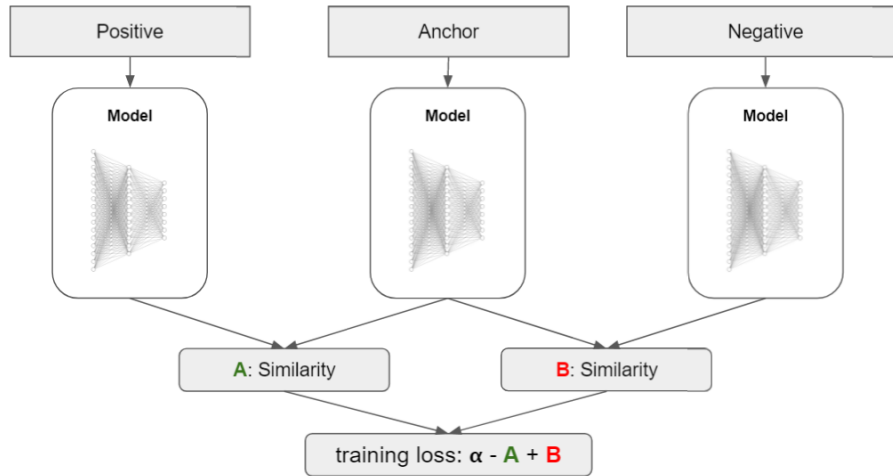 Positive
Anchor
Negative
Model
Model
Model
A: Similarity
B: Similarity
training loss: α - A + B